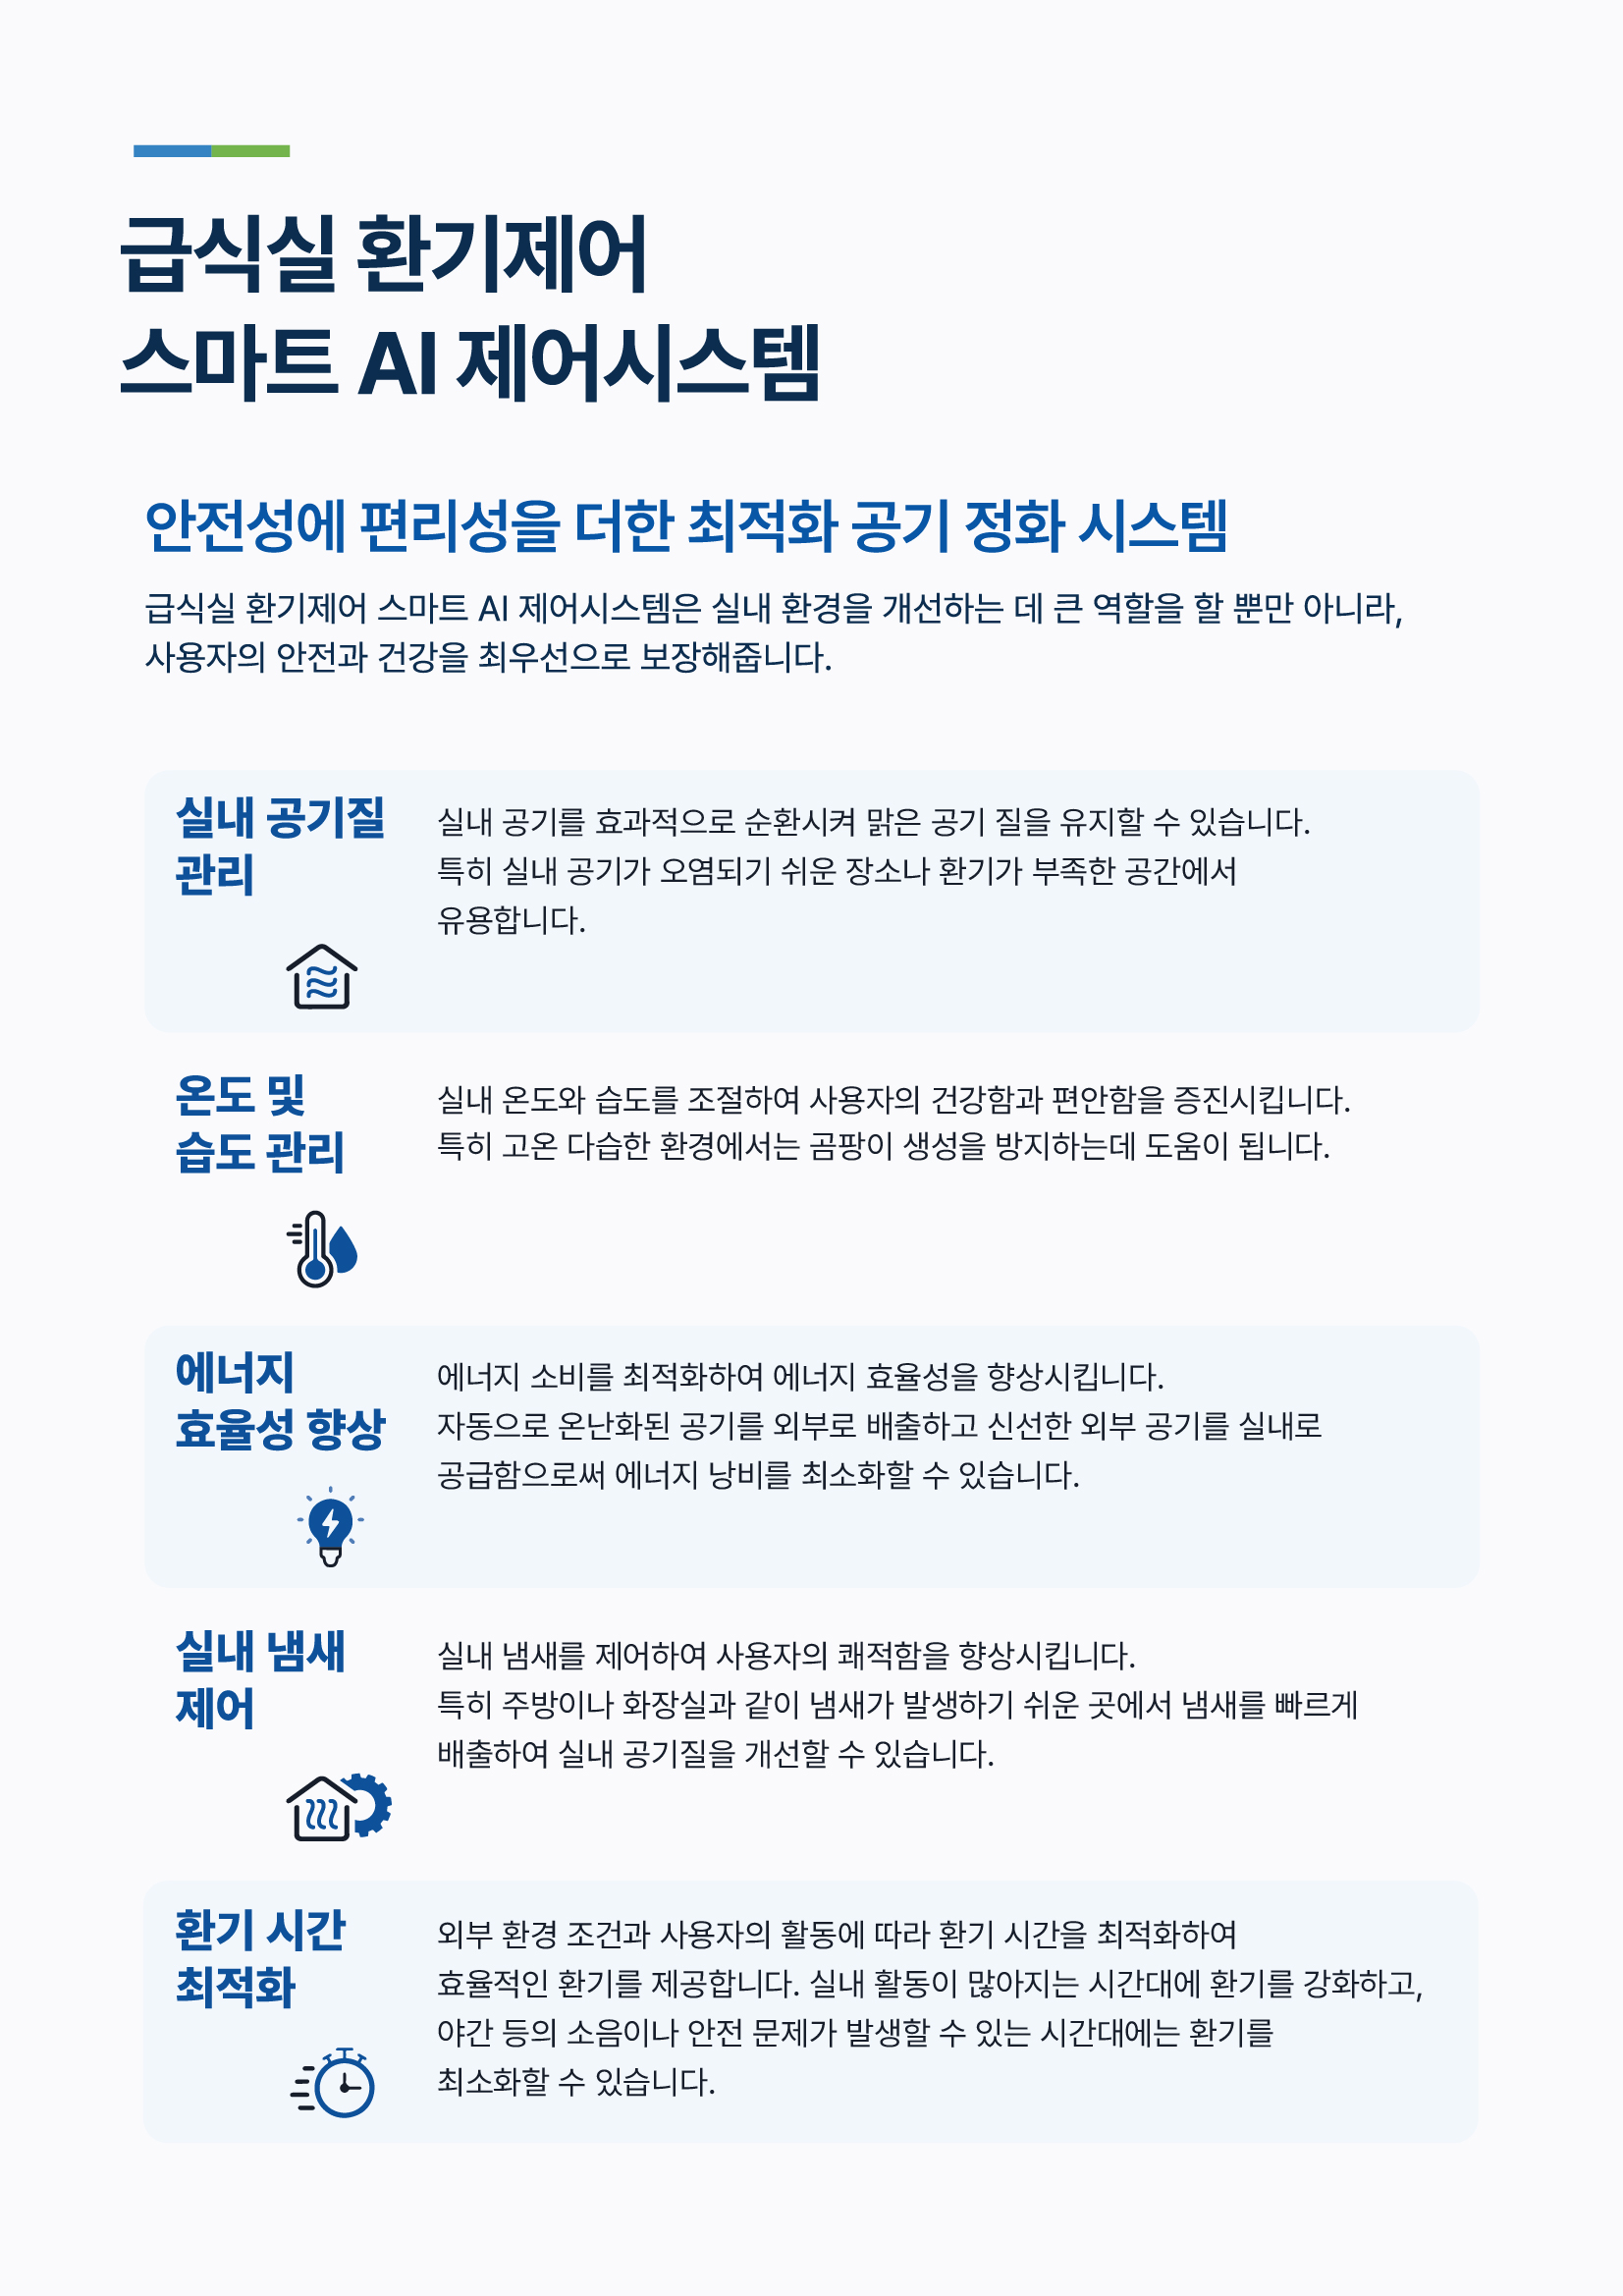 급식실 환기제어
스마트 AI 제어시스템
안전성에 편리성을 더한 최적화 공기 정화 시스템
급식실 환기제어 스마트 AI 제어시스템은 실내 환경을 개선하는 데 큰 역할을 할 뿐만 아니라,
사용자의 안전과 건강을 최우선으로 보장해줍니다.
실내 공기질
관리
실내 공기를 효과적으로 순환시켜 맑은 공기 질을 유지할 수 있습니다.
특히 실내 공기가 오염되기 쉬운 장소나 환기가 부족한 공간에서
유용합니다.
온도 및
습도 관리
실내 온도와 습도를 조절하여 사용자의 건강함과 편안함을 증진시킵니다.
특히 고온 다습한 환경에서는 곰팡이 생성을 방지하는데 도움이 됩니다.
에너지
효율성 향상
에너지 소비를 최적화하여 에너지 효율성을 향상시킵니다.
자동으로 온난화된 공기를 외부로 배출하고 신선한 외부 공기를 실내로
공급함으로써 에너지 낭비를 최소화할 수 있습니다.
실내 냄새
제어
실내 냄새를 제어하여 사용자의 쾌적함을 향상시킵니다.
특히 주방이나 화장실과 같이 냄새가 발생하기 쉬운 곳에서 냄새를 빠르게
배출하여 실내 공기질을 개선할 수 있습니다.
환기 시간
최적화
외부 환경 조건과 사용자의 활동에 따라 환기 시간을 최적화하여
효율적인 환기를 제공합니다. 실내 활동이 많아지는 시간대에 환기를 강화하고,
야간 등의 소음이나 안전 문제가 발생할 수 있는 시간대에는 환기를
최소화할 수 있습니다.